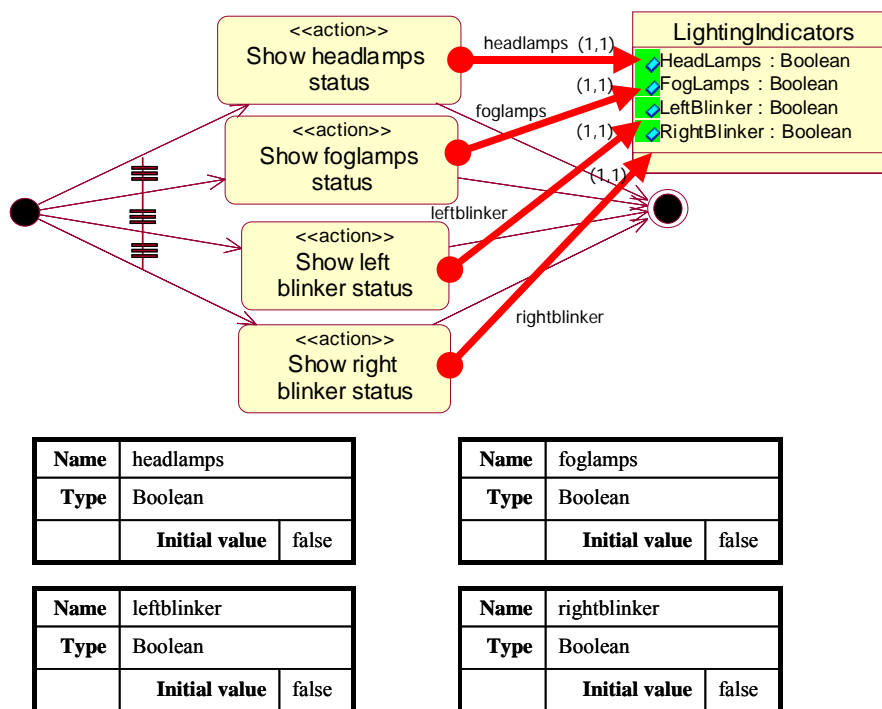 <<action>>
Show headlamps
status
headlamps (1,1)
LightingIndicators
HeadLamps : Boolean
FogLamps : Boolean
LeftBlinker : Boolean
RightBlinker : Boolean
(1,1)
foglamps
<<action>>
Show foglamps
status
(1,1)
(1,1)
leftblinker
<<action>>
Show left
blinker status
rightblinker
<<action>>
Show right
blinker status
Name headlamps
Type Boolean
Initial value false
Name foglamps
Type Boolean
Initial value false
Name leftblinker
Type Boolean
Initial value false
Name rightblinker
Type Boolean
Initial value false